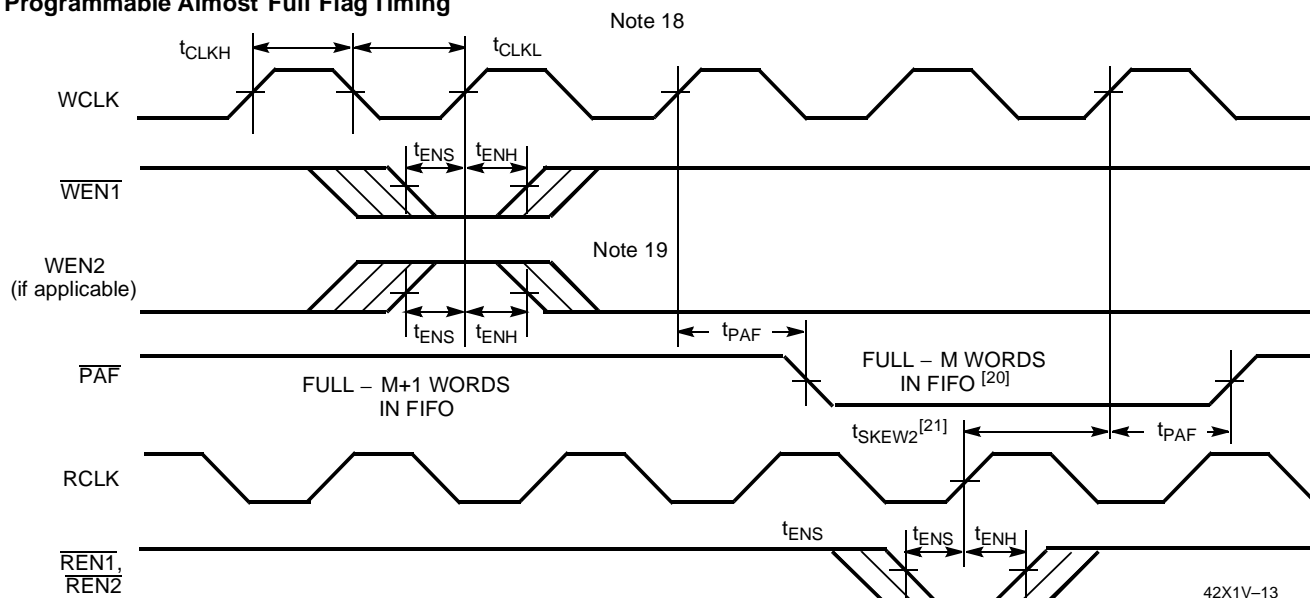 Programmable Almost Full Flag Timing
Note 18
tCLKH
tCLKL
WCLK
tENS
tENH
WEN1
Note 19
WEN2
(if applicable)
tENS
tENH
tPAF
PAF
FULL – M+1 WORDS
IN FIFO
FULL – M WORDS
IN FIFO [20]
tSKEW2[21]
tPAF
RCLK
tENS
tENS
tENH
REN1,
REN2
42X1V–13